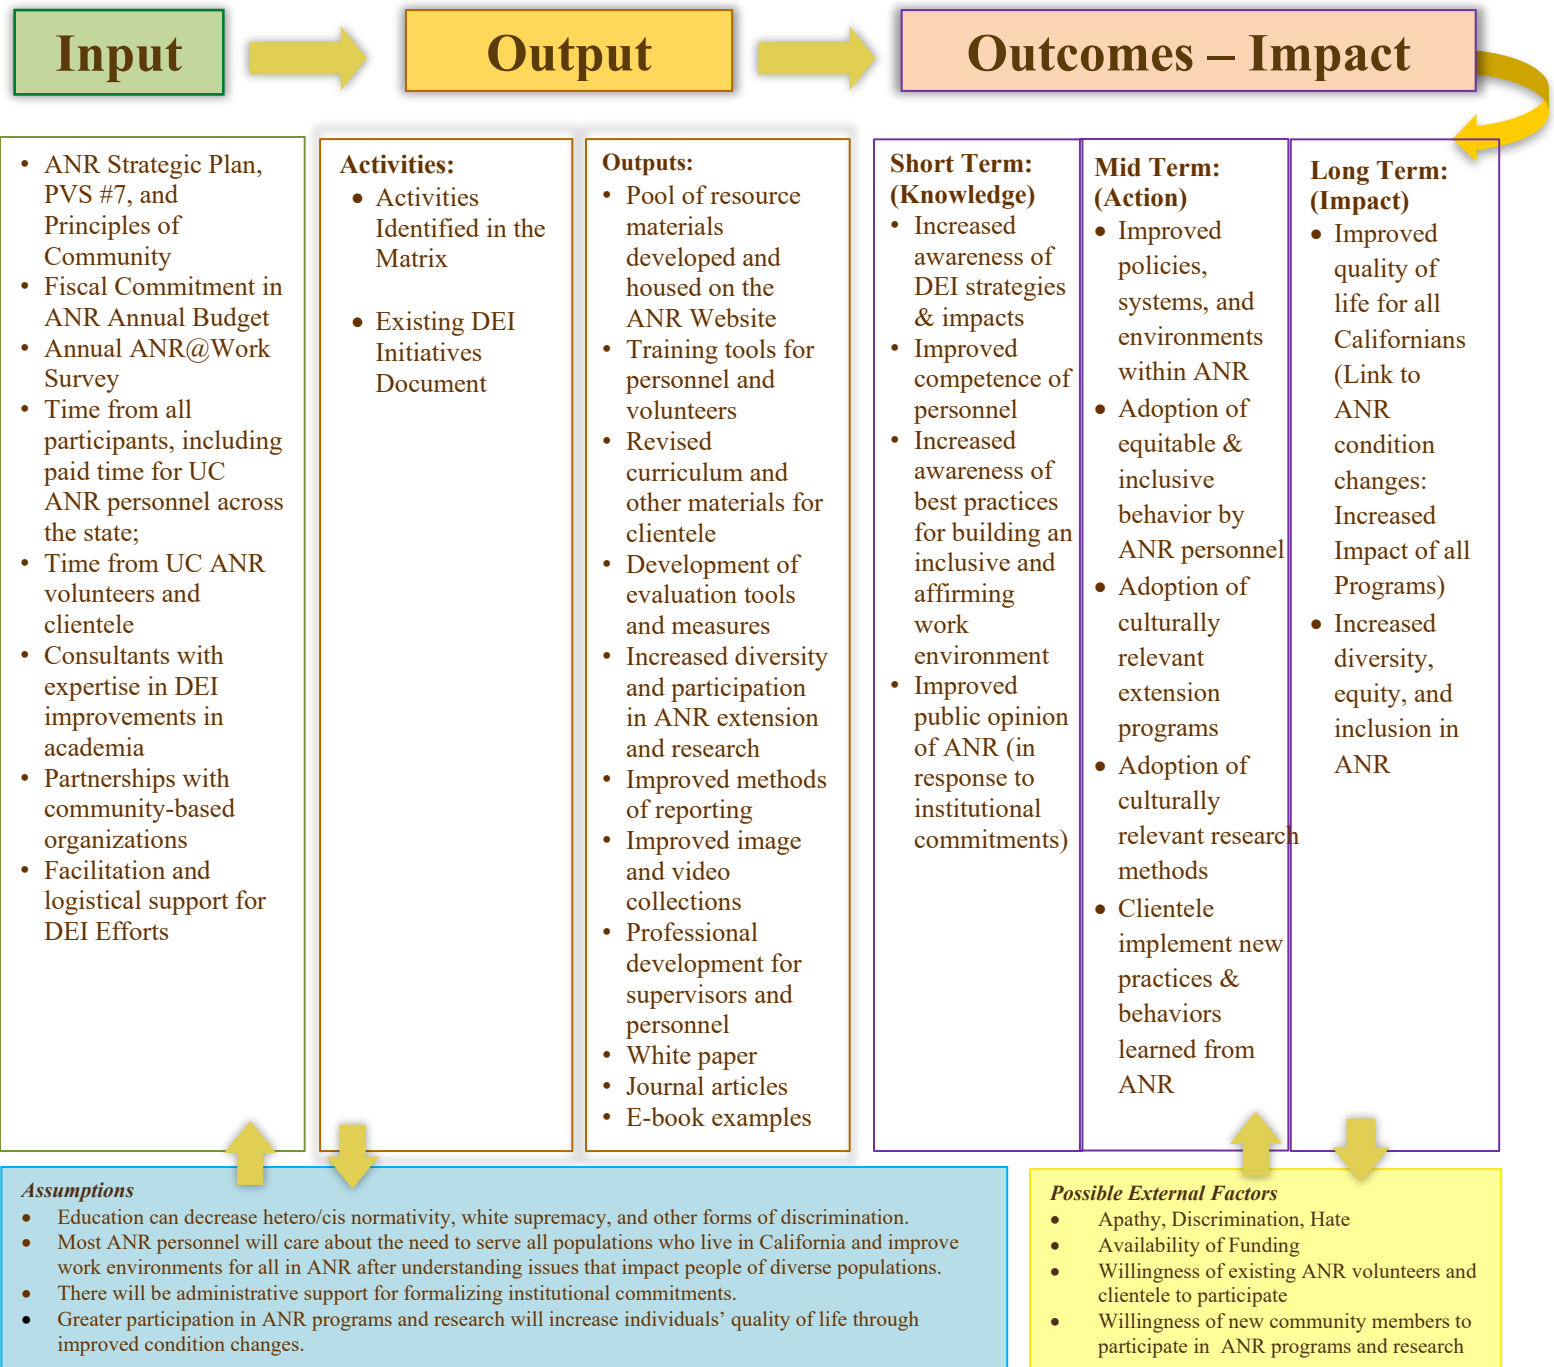 Input
Output
Outcomes – Impact
• ANR Strategic Plan,
PVS #7, and
Principles of
Community
• Fiscal Commitment in
ANR Annual Budget
• Annual ANR@Work
Survey
• Time from all
participants, including
paid time for UC
ANR personnel across
the state;
• Time from UC ANR
volunteers and
clientele
• Consultants with
expertise in DEI
improvements in
academia
• Partnerships with
community-based
organizations
• Facilitation and
logistical support for
DEI Efforts
Activities:
• Activities
Identified in the
Matrix
• Existing DEI
Initiatives
Document
Outputs:
• Pool of resource
materials
developed and
housed on the
ANR Website
• Training tools for
personnel and
volunteers
• Revised
curriculum and
other materials for
clientele
• Development of
evaluation tools
and measures
• Increased diversity
and participation
in ANR extension
and research
• Improved methods
of reporting
• Improved image
and video
collections
• Professional
development for
supervisors and
personnel
• White paper
• Journal articles
• E-book examples
Short Term:
(Knowledge)
• Increased
awareness of
DEI strategies
& impacts
• Improved
competence of
personnel
• Increased
awareness of
best practices
for building an
inclusive and
affirming
work
environment
• Improved
public opinion
of ANR (in
response to
institutional
commitments)
Mid Term:
(Action)
• Improved
policies,
systems, and
environments
within ANR
• Adoption of
equitable &
inclusive
behavior by
ANR personnel
• Adoption of
culturally
relevant
extension
programs
• Adoption of
culturally
relevant research
methods
• Clientele
implement new
practices &
behaviors
learned from
ANR
Long Term:
(Impact)
• Improved
quality of
life for all
Californians
(Link to
ANR
condition
changes:
Increased
Impact of all
Programs)
• Increased
diversity,
equity, and
inclusion in
ANR
Assumptions
• Education can decrease hetero/cis normativity, white supremacy, and other forms of discrimination.
• Most ANR personnel will care about the need to serve all populations who live in California and improve
work environments for all in ANR after understanding issues that impact people of diverse populations.
• There will be administrative support for formalizing institutional commitments.
• Greater participation in ANR programs and research will increase individuals’ quality of life through
improved condition changes.
Possible External Factors
• Apathy, Discrimination, Hate
• Availability of Funding
• Willingness of existing ANR volunteers and
clientele to participate
• Willingness of new community members to
participate in ANR programs and research